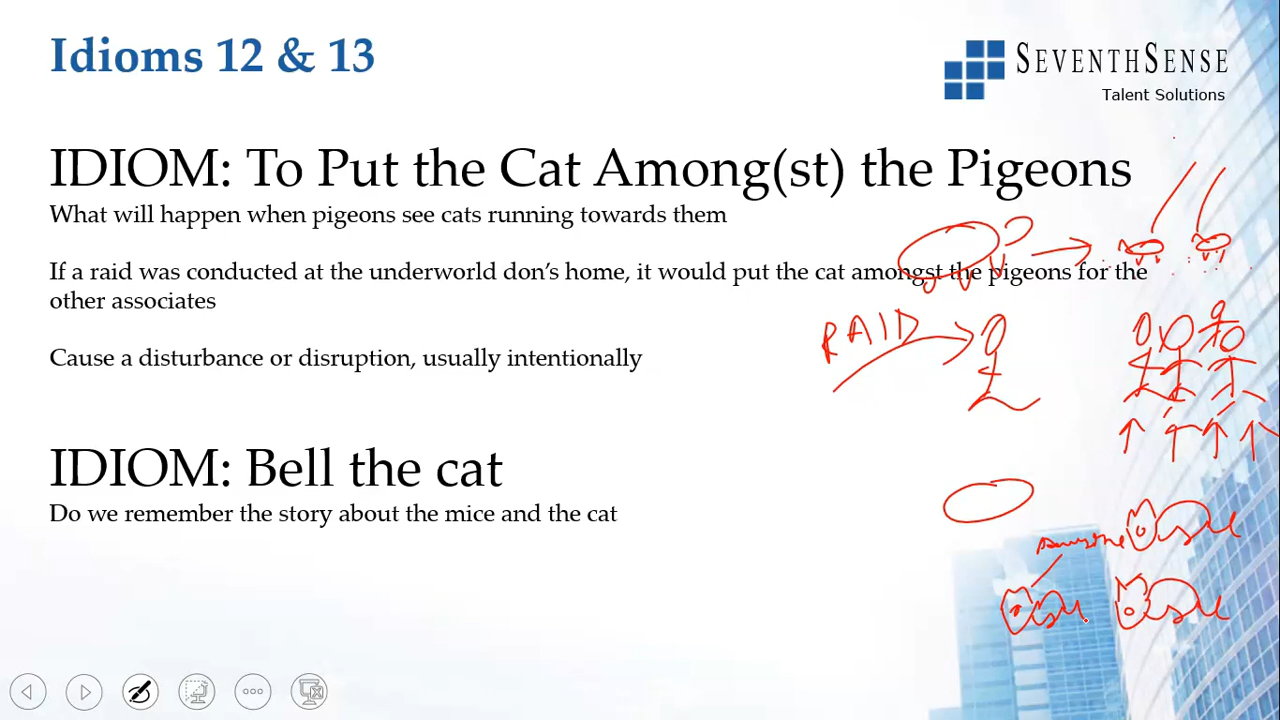 Idioms 12 & 13
SEVENTHSENSE
Talent Solutions
IDIOM: To Put the Cat Among(st) the Pigeons
What will happen when pigeons see cats running towards them
If a raid was conducted at the underworld don's home, it would put the cat amongst the pigeons for the
other associates
RAID
Cause a disturbance or disruption, usually intentionally
IDIOM: Bell the cat
Do we remember the story about the mice and the cat